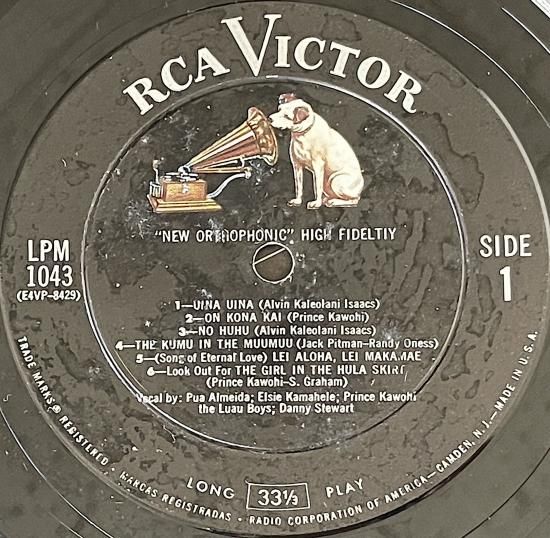 RCA VICTOR
"NEW ORTHOPHONIC" HIGH FIDELTIY
LPM
1043
(E4VP-8429)
SIDE
1
1—UINA UINA (Alvin Kaleolani Isaacs)
2—ON KONA KAI (Prince Kawohi)
3—NO HUHU (Alvin Kaleolani Isaacs)
4—THE KUMU IN THE MUUMUU (Jack Pitman-Randy Oness)
5—(Song of Eternal Love) LEI ALOHA, LEI MAKAMAE
6—Look Out For THE GIRL IN THE HULA SKIRT
(Prince Kawohi-S. Graham)
Vocal by: Pua Almeida; Elsie Kamahele; Prince Kawohi
the Luau Boys; Danny Stewart
LONG 33⅓ PLAY
TRADE MARKS ® REGISTERED • MARCAS REGISTRADAS • RADIO CORPORATION OF AMERICA—CAMDEN, N. J.—MADE IN U.S.A.